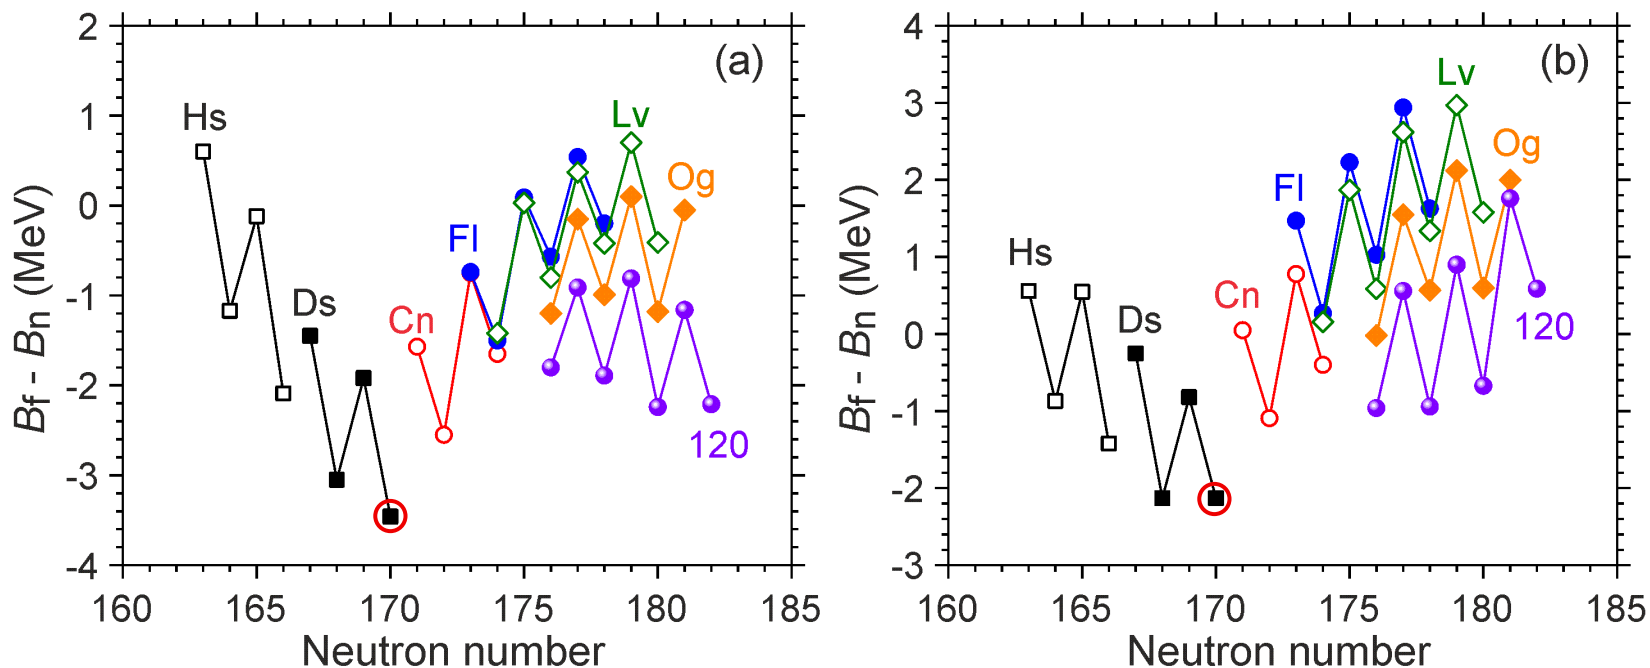 (a)
2
1
0
-1
-2
-3
-4
Bf - Bn (MeV)
Hs
Ds
Cn
Fl
Lv
Og
120
160 165 170 175 180 185
Neutron number
(b)
4
3
2
1
0
-1
-2
-3
Bf - Bn (MeV)
Hs
Ds
Cn
Fl
Lv
Og
120
160 165 170 175 180 185
Neutron number